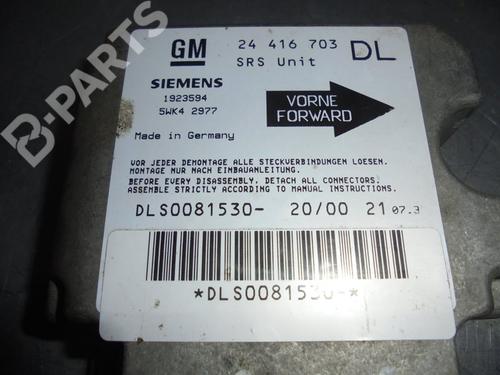 GM 24 416 703 DL
SRS Unit
SIEMENS
1923594
5WK4 2977
VORNE
FORWARD
Made in Germany
VOR JEDER DEMONTAGE ALLE STECKVERBINDUNGEN LOESEN.
MONTAGE NUR NACH EINBAUANLEITUNG.
BEFORE EVERY DISASSEMBLY, DETACH ALL CONNECTORS.
ASSEMBLE STRICTLY ACCORDING TO MANUAL INSTRUCTIONS.
DLS0081530- 20/00 21 07.3
*DLS0081530-*
B-PARTS
B-PARTS